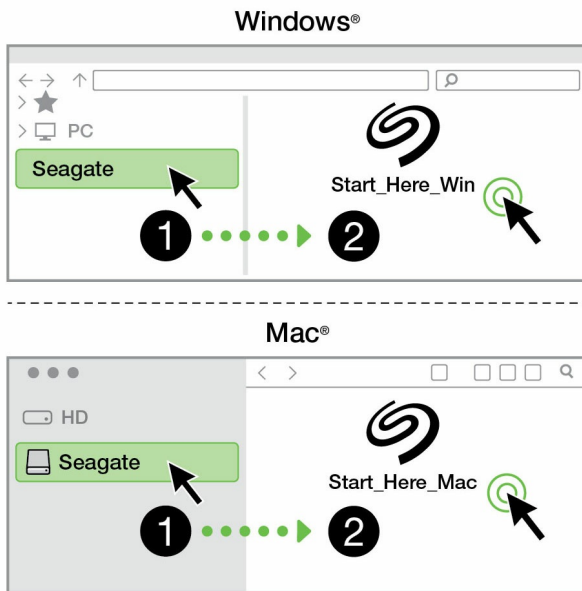 Windows®
PC
Seagate
Start_Here_Win
1 2
Mac®
HD
Seagate
Start_Here_Mac
1 2